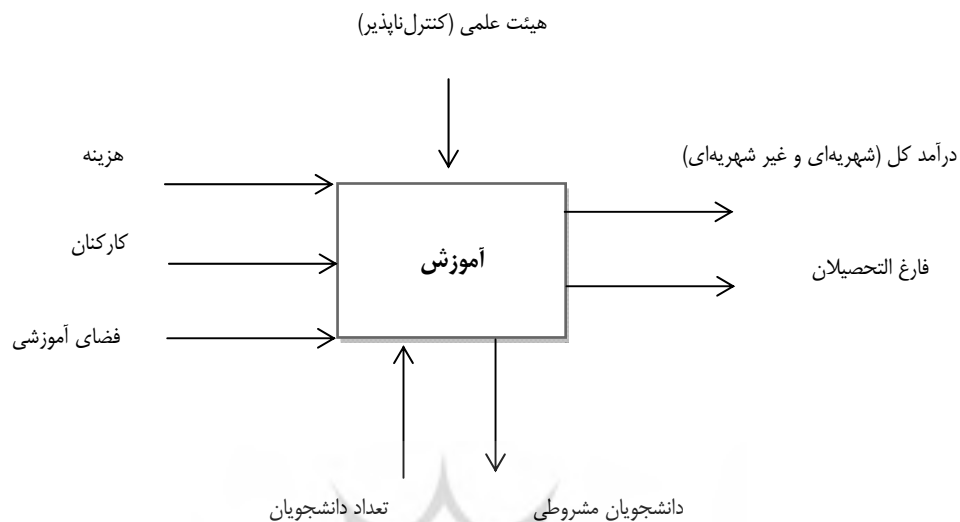 هیئت علمی (کنترل‌ناپذیر)
هزینه
درآمد کل (شهریه‌ای و غیر شهریه‌ای)
کارکنان
آموزش
فارغ التحصیلان
فضای آموزشی
تعداد دانشجویان
دانشجویان مشروطی